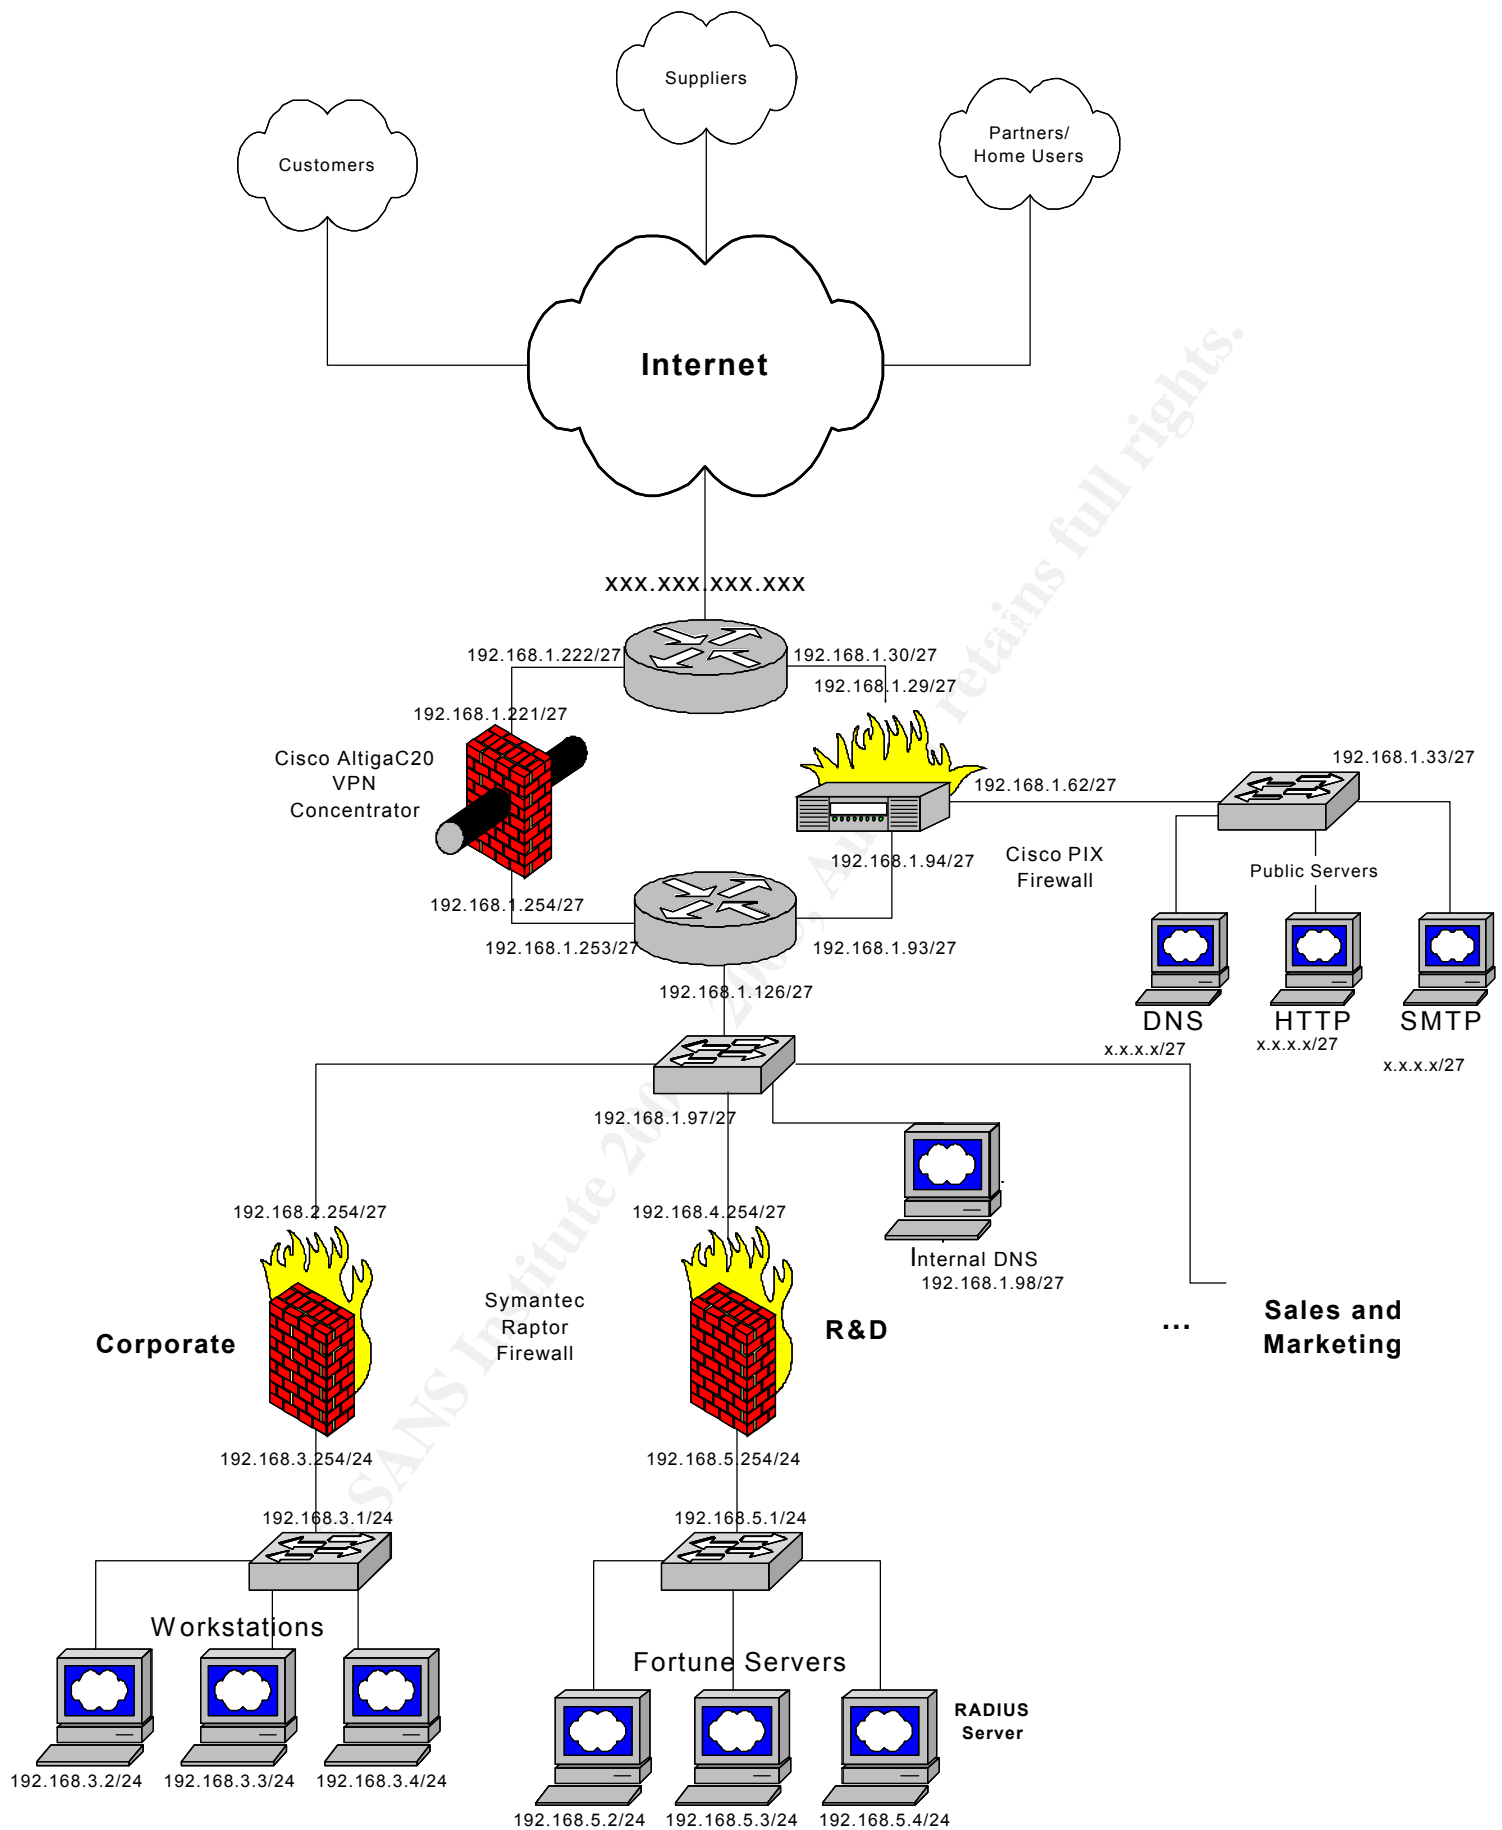 Suppliers
Customers
Partners/
Home Users
Internet
xxx.xxx.xxx.xxx
192.168.1.222/27
192.168.1.30/27
192.168.1.29/27
192.168.1.221/27
Cisco AltigaC20
VPN
Concentrator
192.168.1.62/27
192.168.1.33/27
192.168.1.94/27
Cisco PIX
Firewall
Public Servers
192.168.1.254/27
192.168.1.253/27
192.168.1.93/27
192.168.1.126/27
DNS
HTTP
SMTP
x.x.x.x/27
x.x.x.x/27
x.x.x.x/27
192.168.1.97/27
192.168.2.254/27
192.168.4.254/27
Internal DNS
192.168.1.98/27
Corporate
Symantec
Raptor
Firewall
R&D
...
Sales and
Marketing
192.168.3.254/24
192.168.5.254/24
192.168.3.1/24
192.168.5.1/24
Workstations
Fortune Servers
RADIUS
Server
192.168.3.2/24
192.168.3.3/24
192.168.3.4/24
192.168.5.2/24
192.168.5.3/24
192.168.5.4/24
SANS Institute 200
retains full rights.